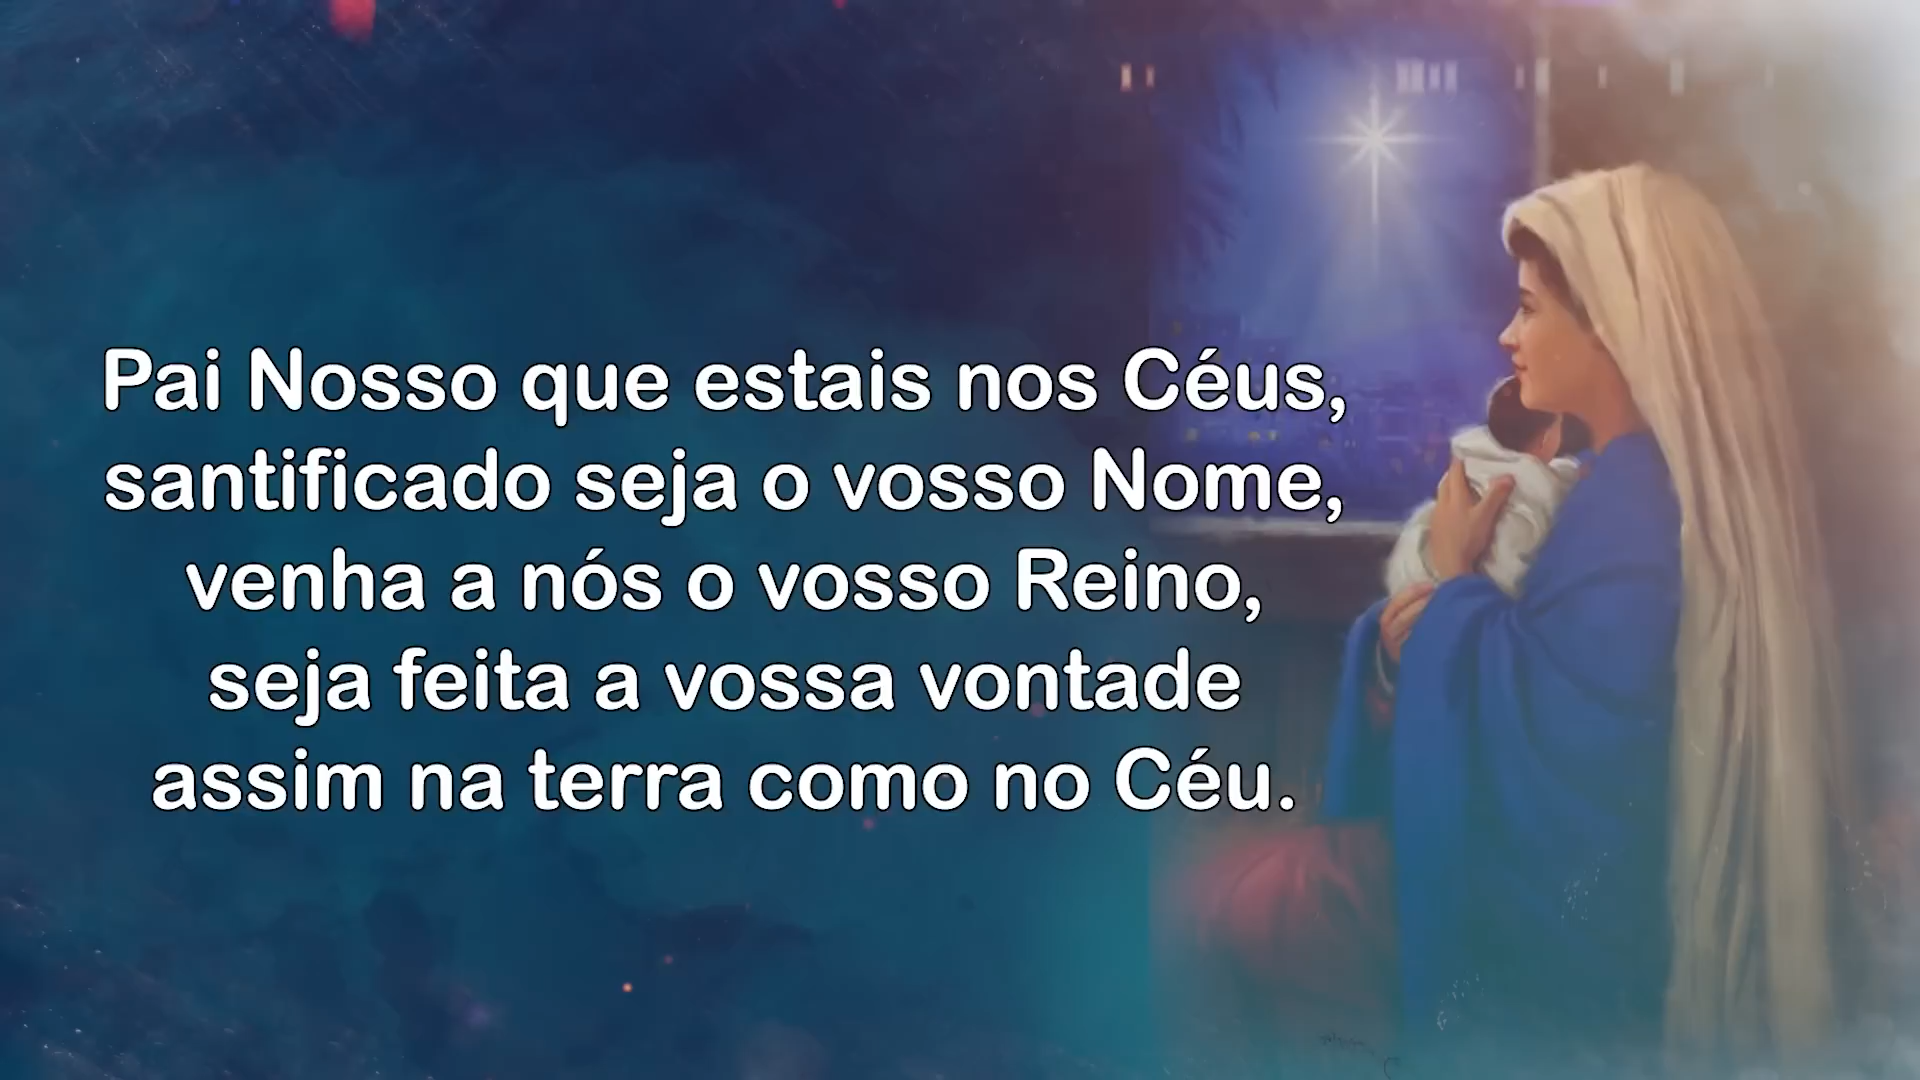 Pai Nosso que estais nos Céus,
santificado seja o vosso Nome,
venha a nós o vosso Reino,
seja feita a vossa vontade
assim na terra como no Céu.